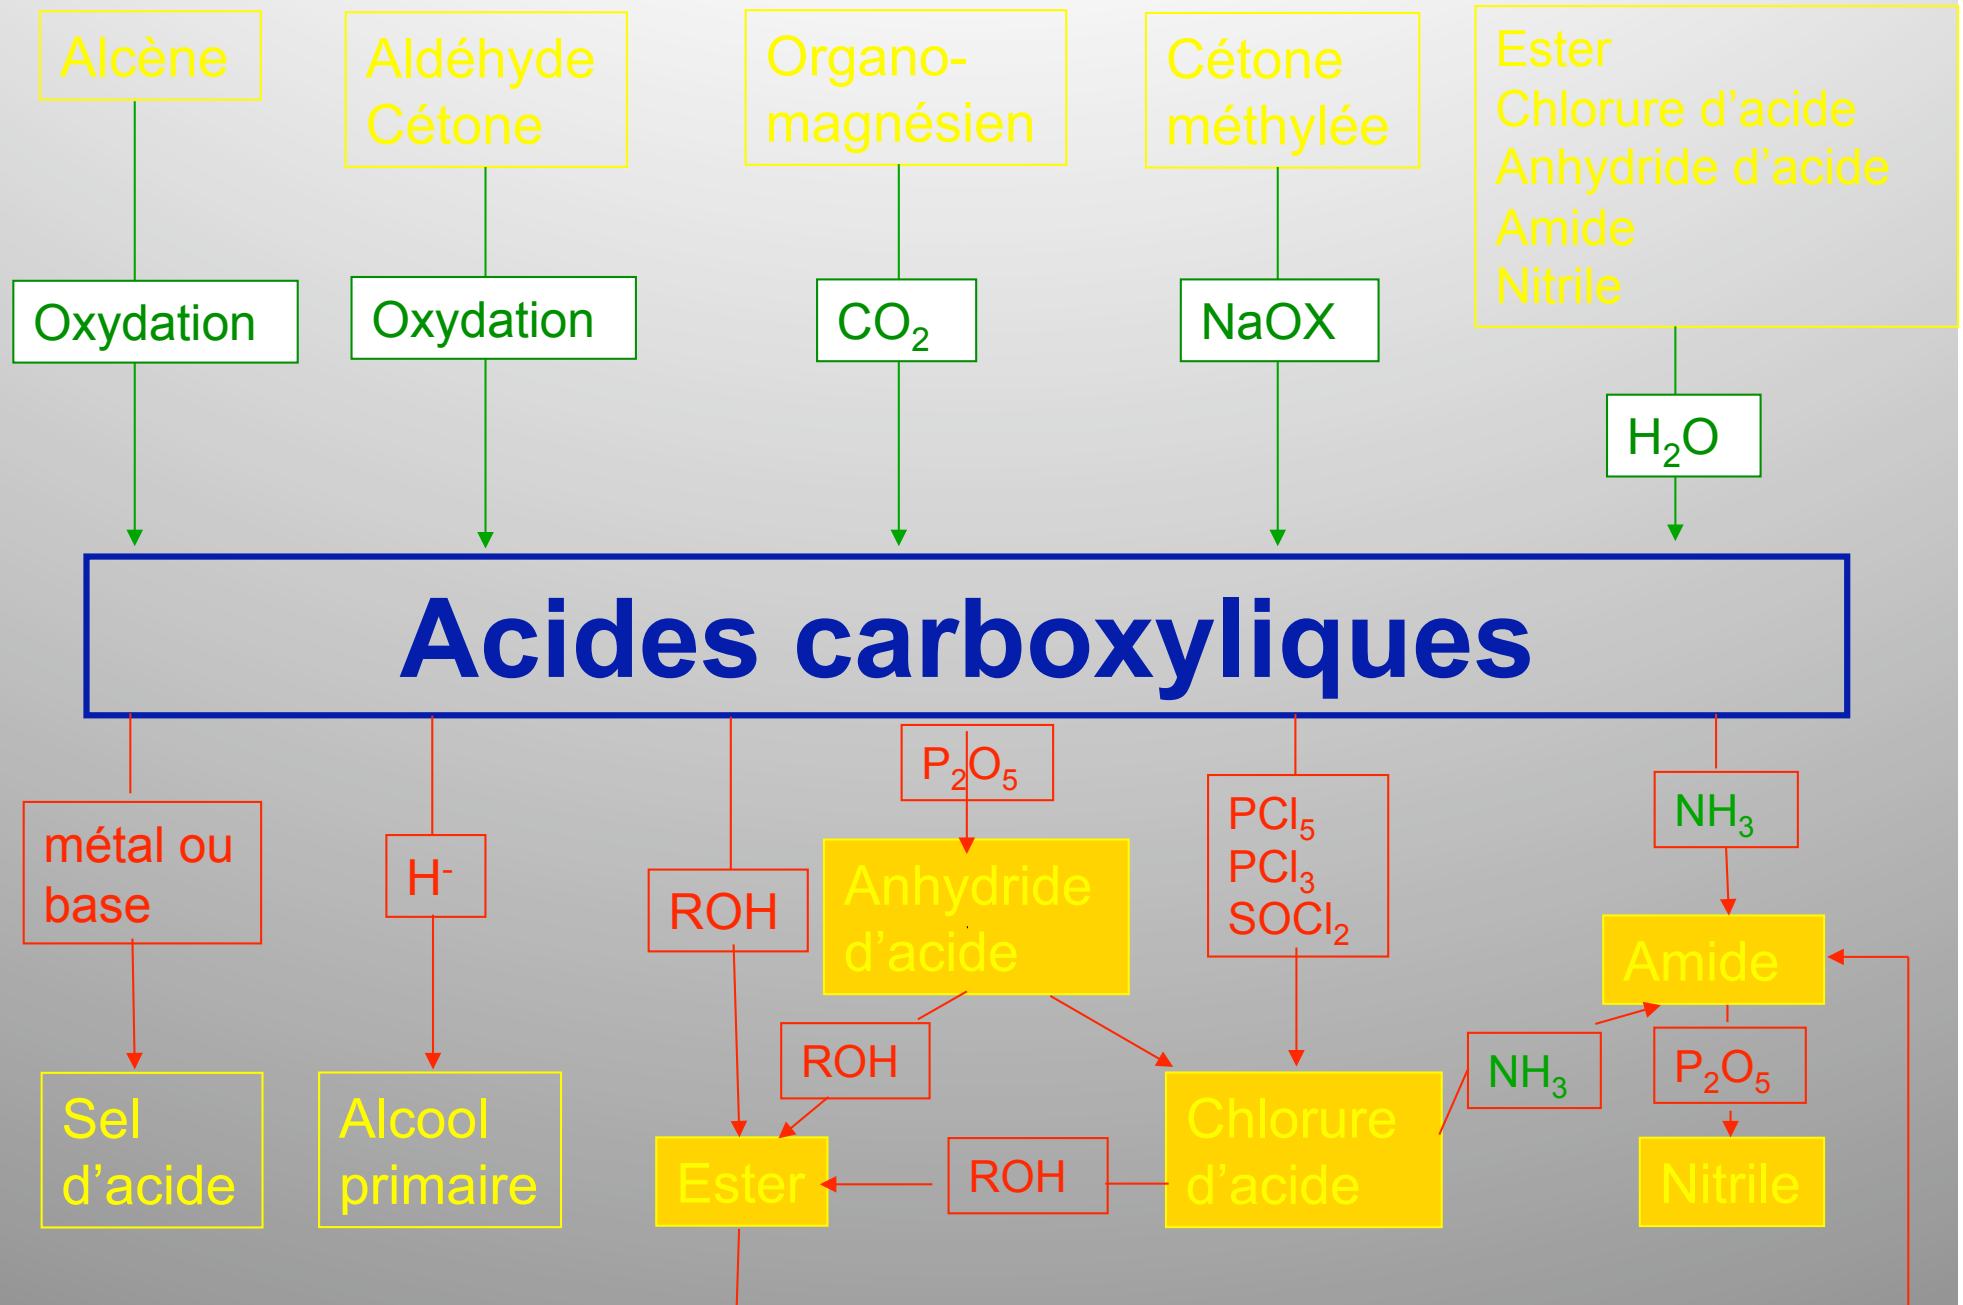 Alcène
Aldéhyde
Cétone
Organo-
magnésien
Cétone
méthylée
Ester
Chlorure d’acide
Anhydride d’acide
Amide
Nitrile
Oxydation
Oxydation
CO₂
NaOX
H₂O
Acides carboxyliques
métal ou
base
H⁻
ROH
P₂O₅
PCl₅
PCl₃
SOCl₂
NH₃
Anhydride
d’acide
Amide
ROH
NH₃
P₂O₅
Sel
d’acide
Alcool
primaire
Ester
ROH
Chlorure
d’acide
Nitrile